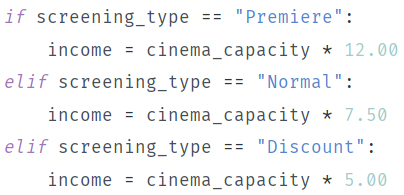 if screening_type == "Premiere":
    income = cinema_capacity * 12.00
elif screening_type == "Normal":
    income = cinema_capacity * 7.50
elif screening_type == "Discount":
    income = cinema_capacity * 5.00